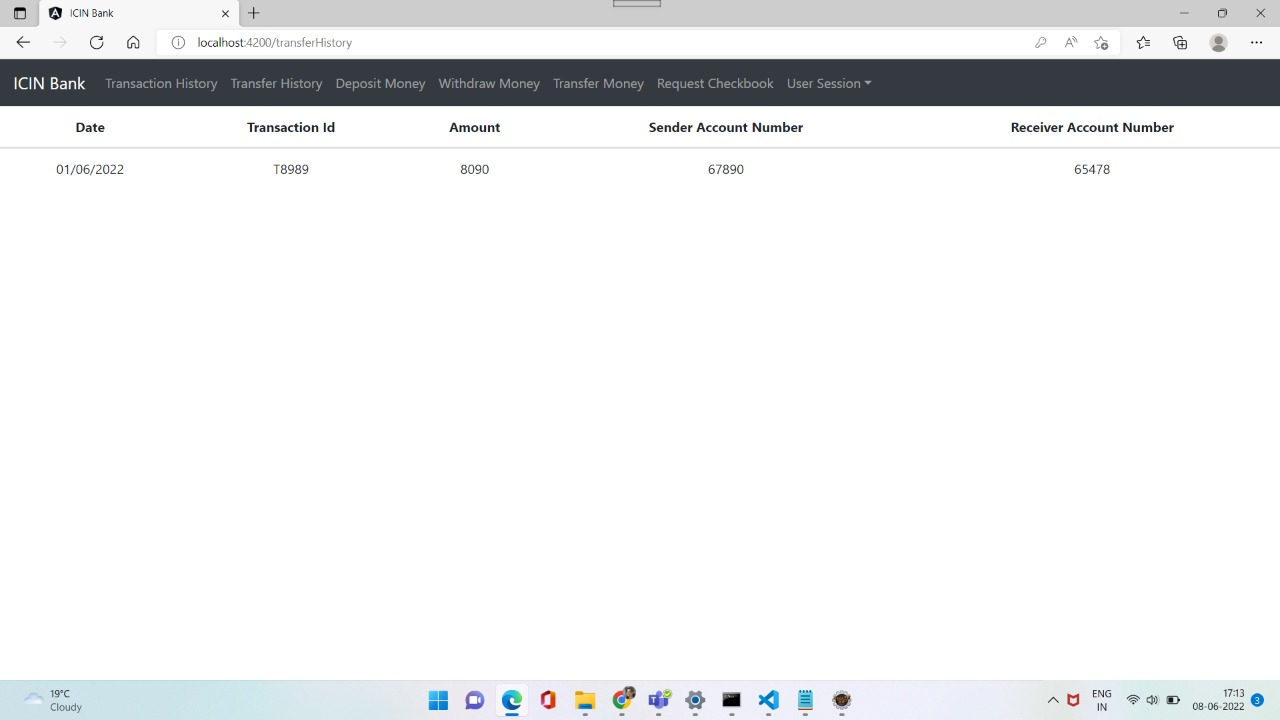 ICIN Bank
localhost:4200/transferHistory
ICIN Bank Transaction History Transfer History Deposit Money Withdraw Money Transfer Money Request Checkbook User Session
Date Transaction Id Amount Sender Account Number Receiver Account Number
01/06/2022 T8989 8090 67890 65478
19°C
Cloudy
ENG
IN
17:13
08-06-2022
3